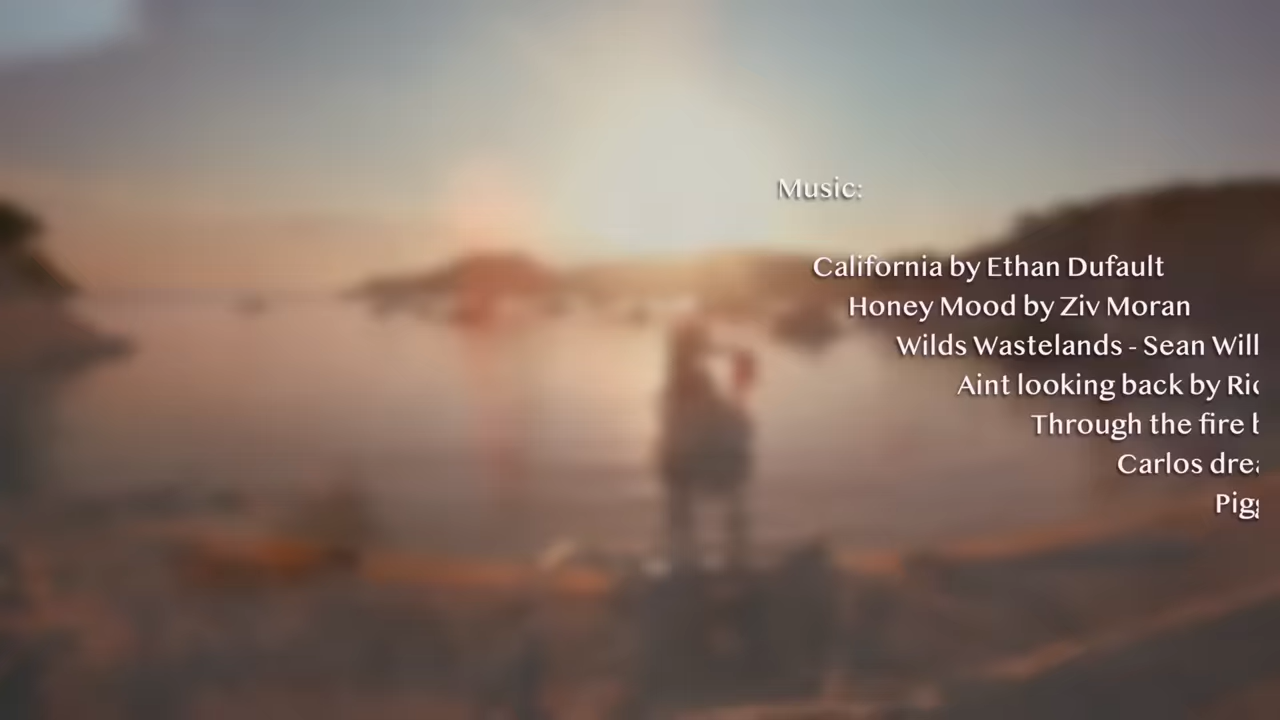 Music:
California by Ethan Dufault
Honey Mood by Ziv Moran
Wilds Wastelands - Sean Will
Aint looking back by
Through the fire
Carlos